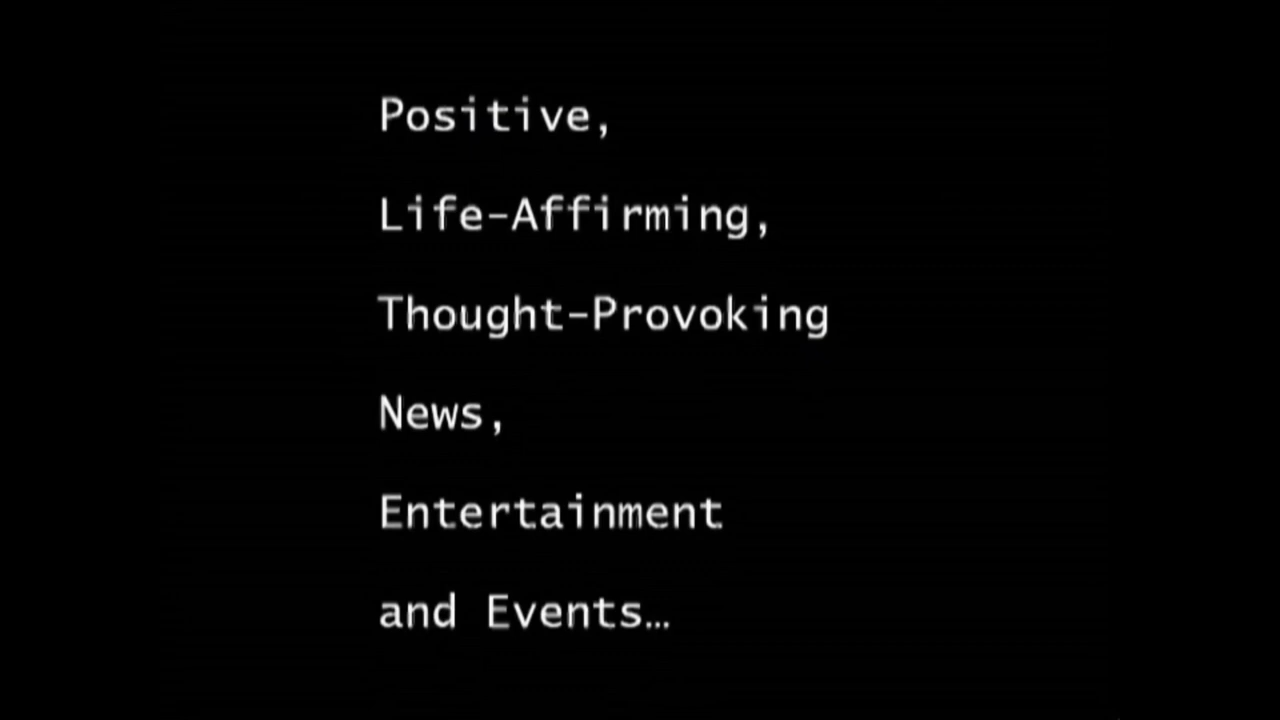 Positive,
Life-Affirming,
Thought-Provoking
News,
Entertainment
and Events…